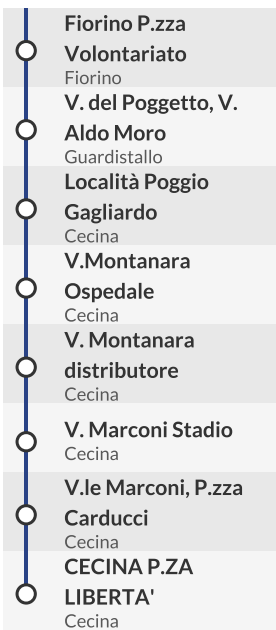 Fiorino P.zza
Volontariato
Fiorino
V. del Poggetto, V.
Aldo Moro
Guardistallo
Località Poggio
Gagliardo
Cecina
V.Montanara
Ospedale
Cecina
V. Montanara
distributore
Cecina
V. Marconi Stadio
Cecina
V.le Marconi, P.zza
Carducci
Cecina
CECINA P.ZA
LIBERTA'
Cecina